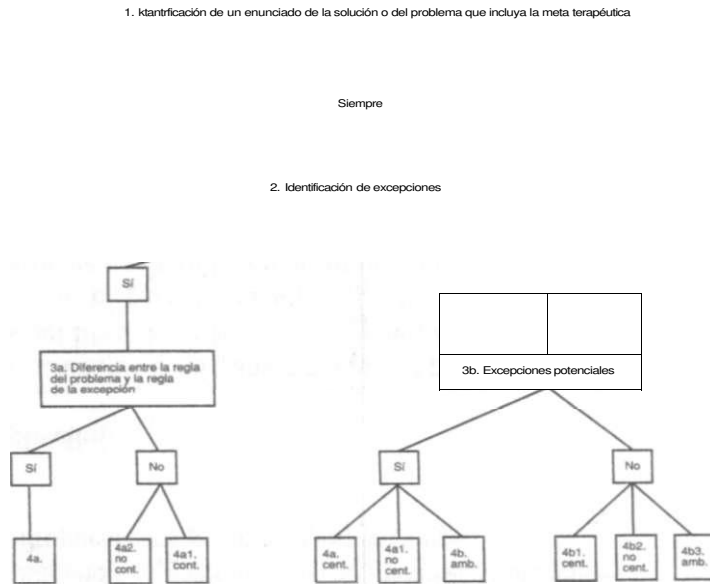 1. ktantrficación de un enunciado de la solución o del problema que incluya la meta terapéutica
Siempre
2. Identificación de excepciones
Sí
3a. Diferencia entre la regla
del problema y la regla
de la excepción
3b. Excepciones potenciales
Sí
No
Sí
No
4a.
4a2.
no
cont.
4a1.
cont.
4a.
cent.
4a1.
no
cent.
4b.
amb.
4b1.
cent.
4b2.
no
cent.
4b3.
amb.